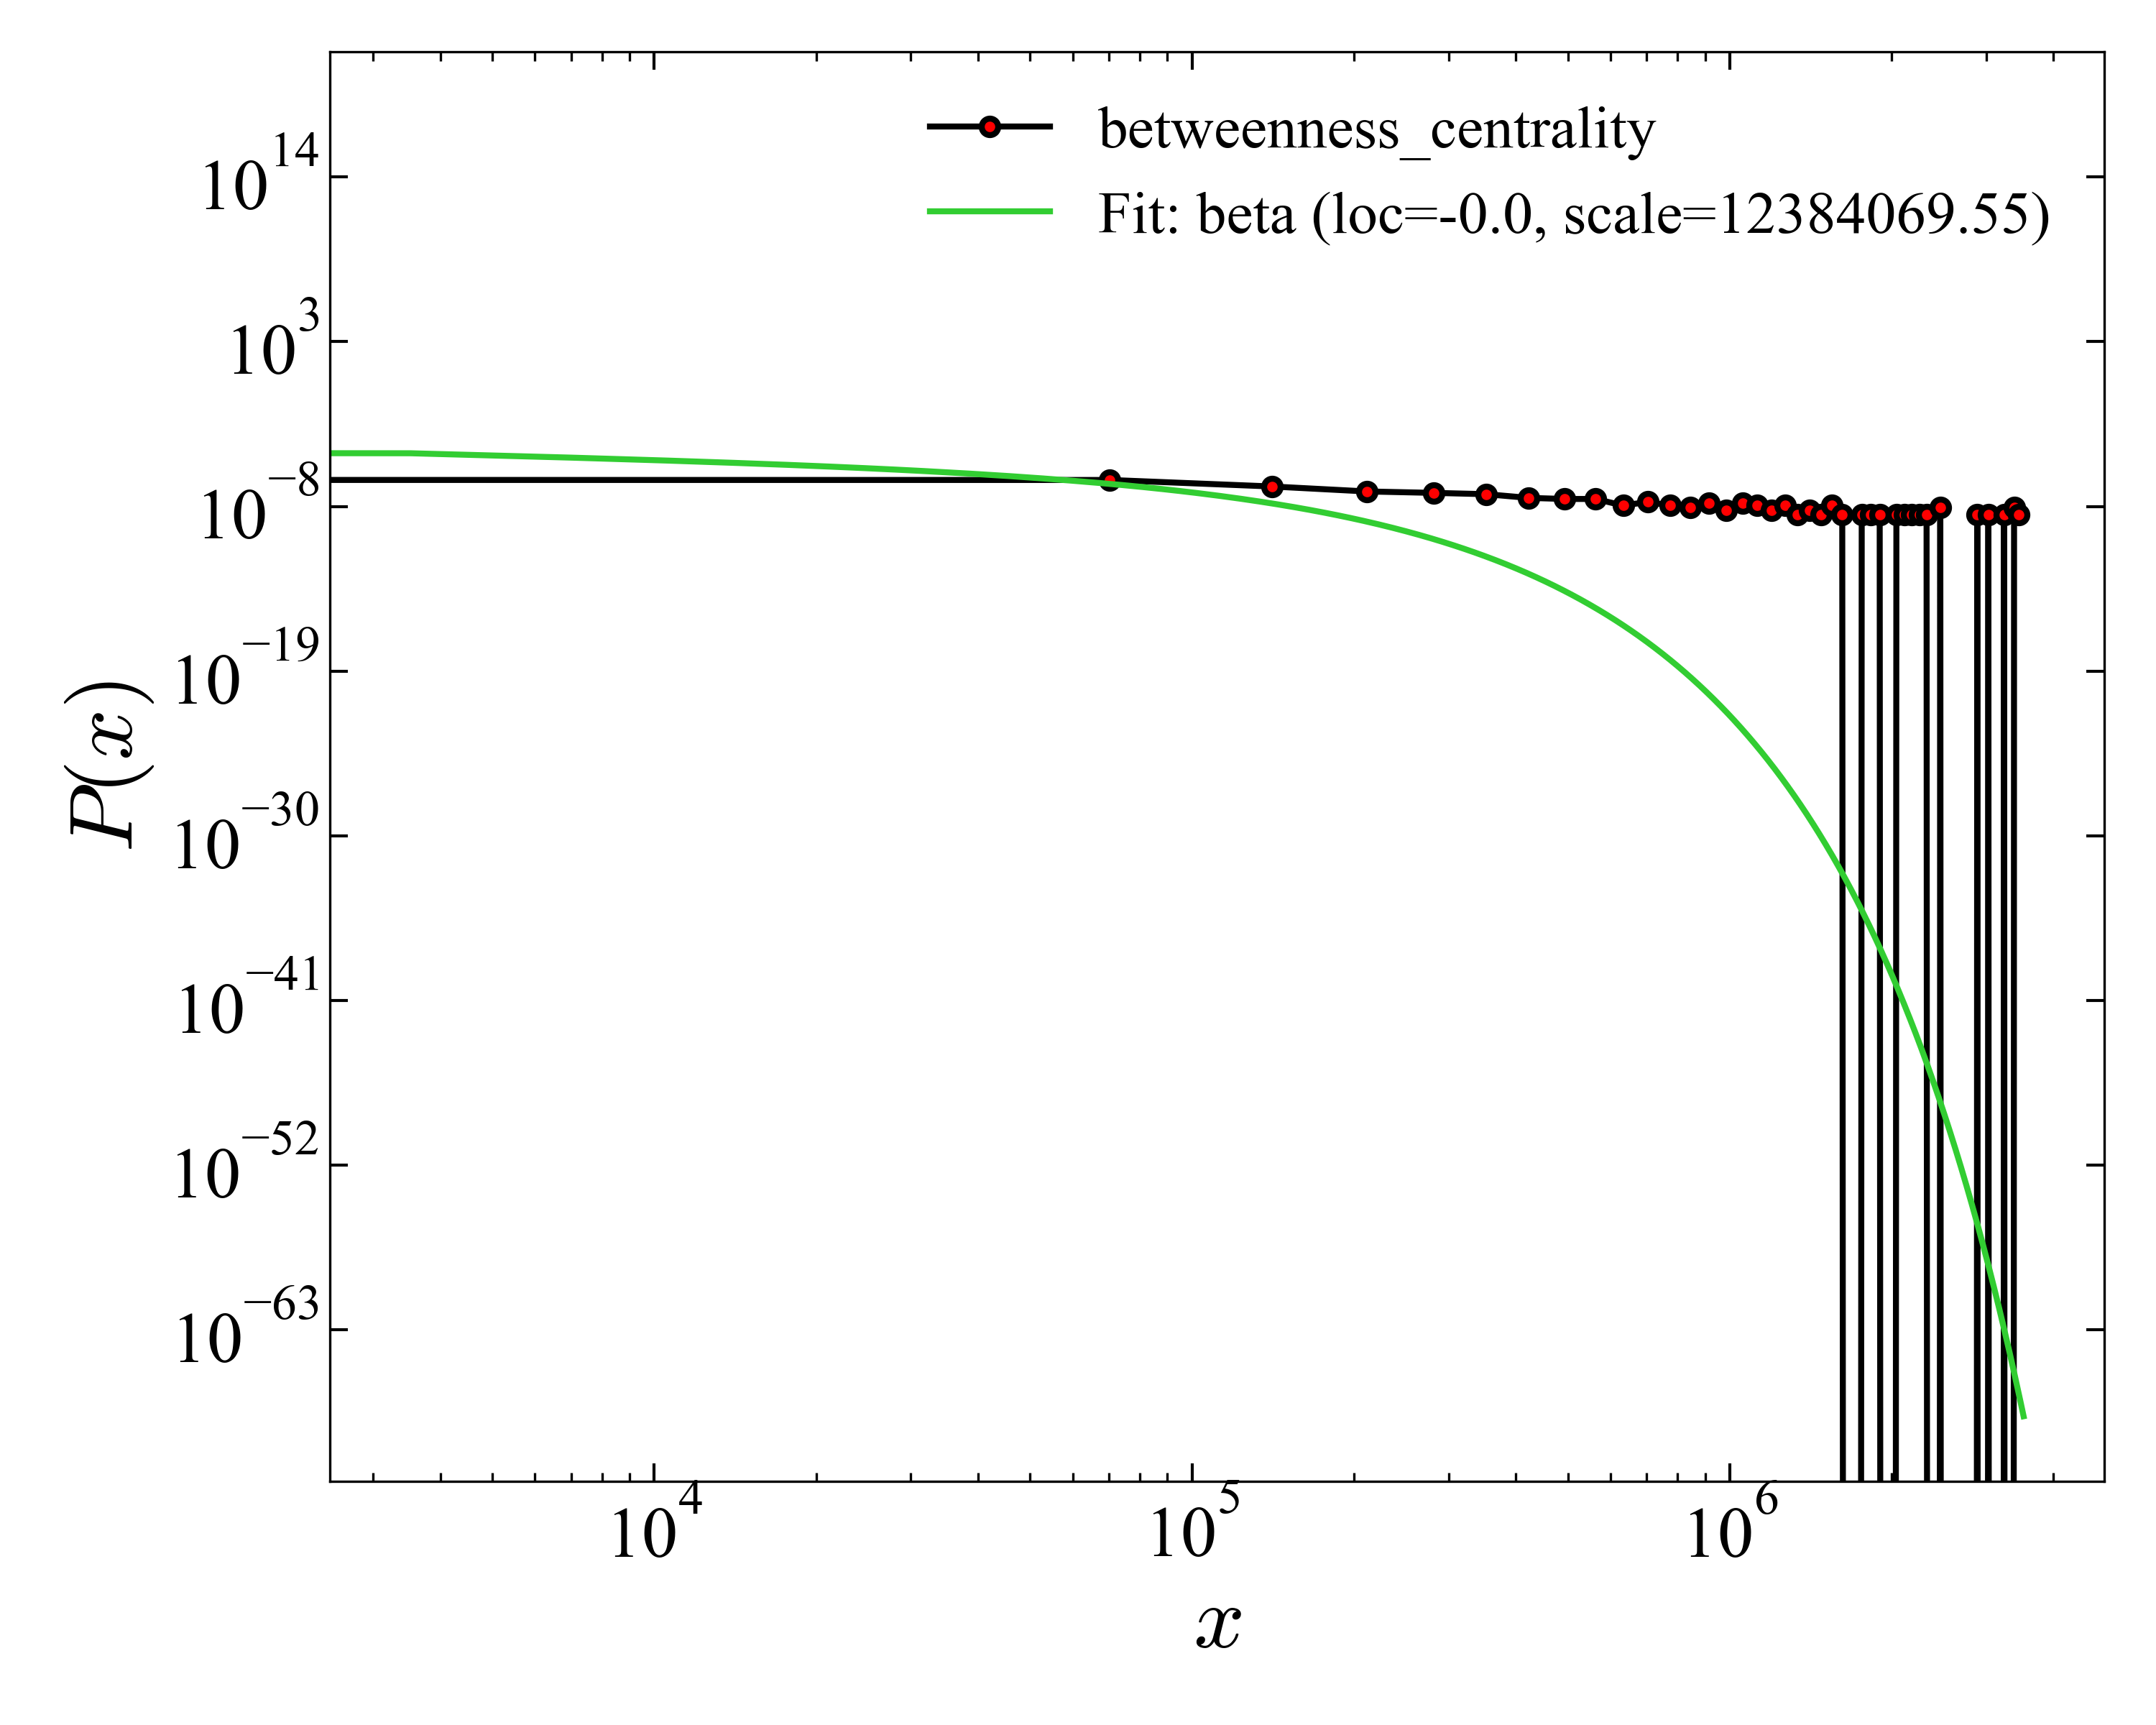 betweenness_centrality
Fit: beta (loc=-0.0, scale=12384069.55)
10^14
10^3
10^−8
10^−19
10^−30
10^−41
10^−52
10^−63
P(x)
10^4 10^5 10^6
x